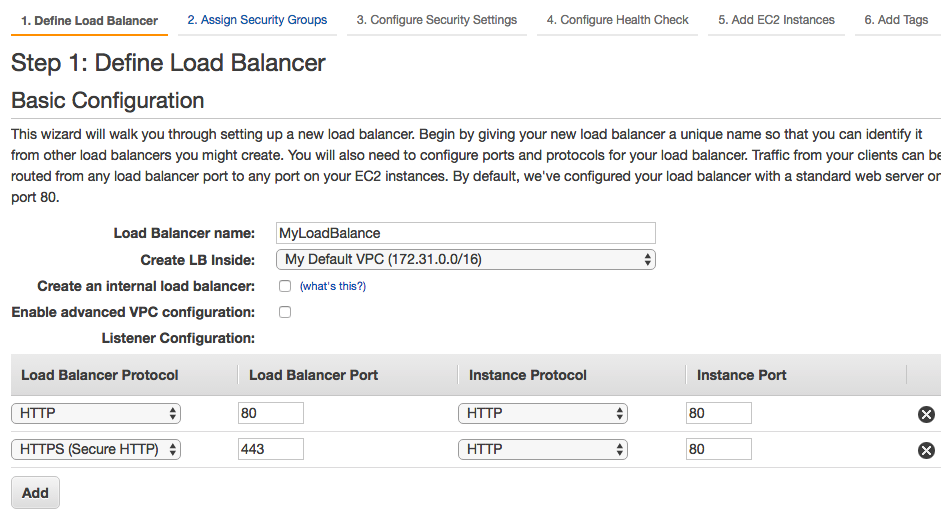 1. Define Load Balancer 2. Assign Security Groups 3. Configure Security Settings 4. Configure Health Check 5. Add EC2 Instances 6. Add Tags
Step 1: Define Load Balancer
Basic Configuration
This wizard will walk you through setting up a new load balancer. Begin by giving your new load balancer a unique name so that you can identify it
from other load balancers you might create. You will also need to configure ports and protocols for your load balancer. Traffic from your clients can be
routed from any load balancer port to any port on your EC2 instances. By default, we've configured your load balancer with a standard web server on
port 80.
Load Balancer name: MyLoadBalance
Create LB Inside: My Default VPC (172.31.0.0/16)
Create an internal load balancer: (what's this?)
Enable advanced VPC configuration:
Listener Configuration:
Load Balancer Protocol Load Balancer Port Instance Protocol Instance Port
HTTP 80 HTTP 80
HTTPS (Secure HTTP) 443 HTTP 80
Add